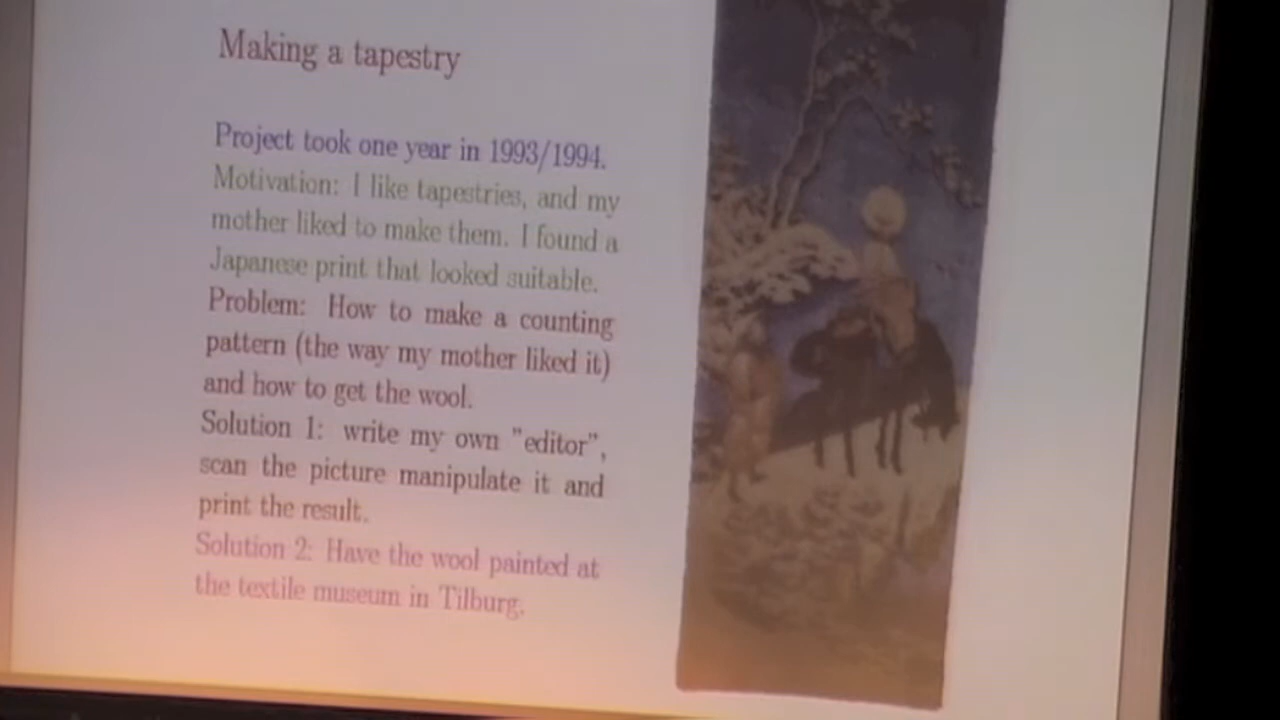 Making a tapestry
Project took one year in 1993/1994.
Motivation: I like tapestries, and my
mother liked to make them. I found a
Japanese print that looked suitable.
Problem: How to make a counting
pattern (the way my mother liked it)
and how to get the wool.
Solution 1: write my own "editor",
scan the picture manipulate it and
print the result.
Solution 2: Have the wool painted at
the textile museum in Tilburg.